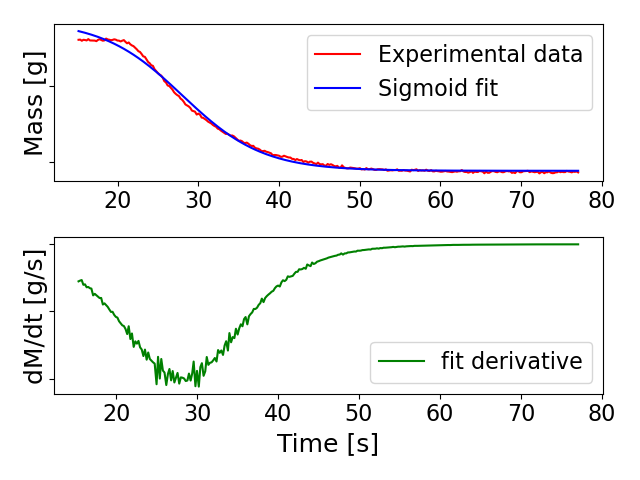 Mass [g]
Experimental data
Sigmoid fit
20 30 40 50 60 70 80
dM/dt [g/s]
fit derivative
20 30 40 50 60 70 80
Time [s]